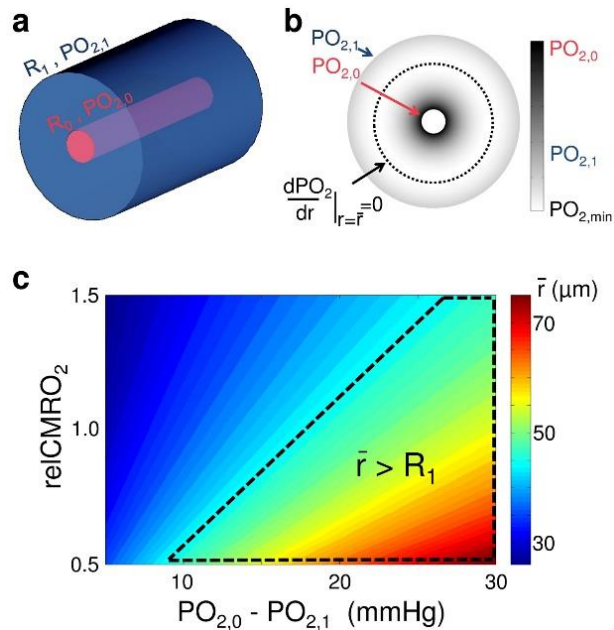 a
R₁ , PO₂,₁
R₀ , PO₂,₀
b
PO₂,₁
PO₂,₀
dPO₂/dr|r=r̄ =0
PO₂,₀
PO₂,₁
PO₂,min
c
r̄ (μm)
1.5
1.0
0.5
relCMRO₂
r̄ > R₁
70
50
30
10
20
30
PO₂,₀ - PO₂,₁ (mmHg)